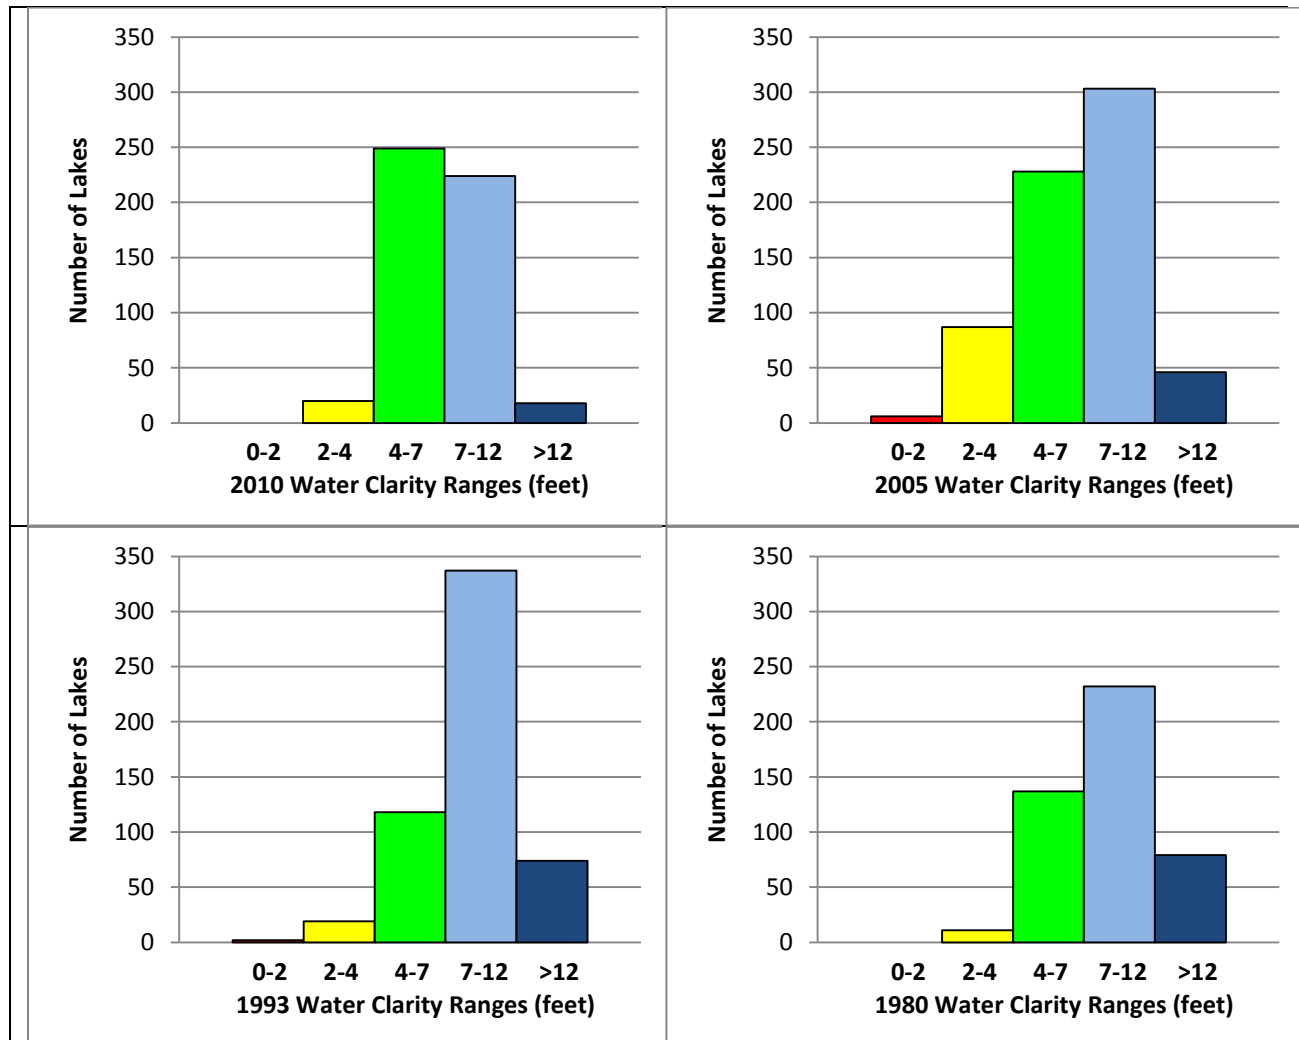 350
300
250
200
150
100
50
0
Number of Lakes
0-2 2-4 4-7 7-12 >12
2010 Water Clarity Ranges (feet)
350
300
250
200
150
100
50
0
Number of Lakes
0-2 2-4 4-7 7-12 >12
2005 Water Clarity Ranges (feet)
350
300
250
200
150
100
50
0
Number of Lakes
0-2 2-4 4-7 7-12 >12
1993 Water Clarity Ranges (feet)
350
300
250
200
150
100
50
0
Number of Lakes
0-2 2-4 4-7 7-12 >12
1980 Water Clarity Ranges (feet)